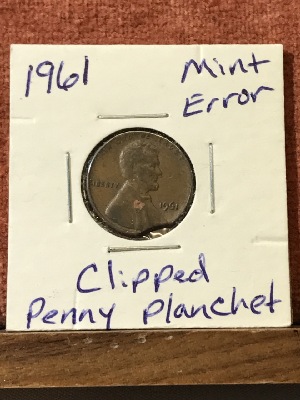 1961 Mint
Error
LIBERTY
1961
Clipped
Penny Planchet